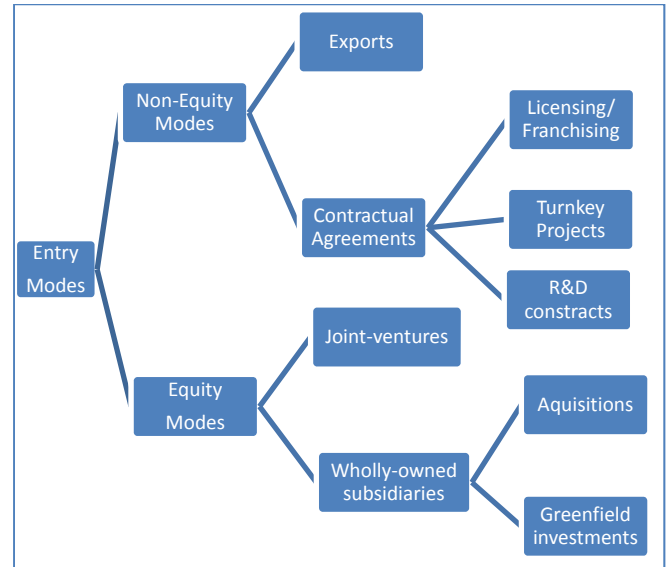 Exports
Non-Equity
Modes
Licensing/
Franchising
Contractual
Agreements
Turnkey
Projects
R&D
constracts
Entry
Modes
Joint-ventures
Equity
Modes
Aquisitions
Wholly-owned
subsidiaries
Greenfield
investments